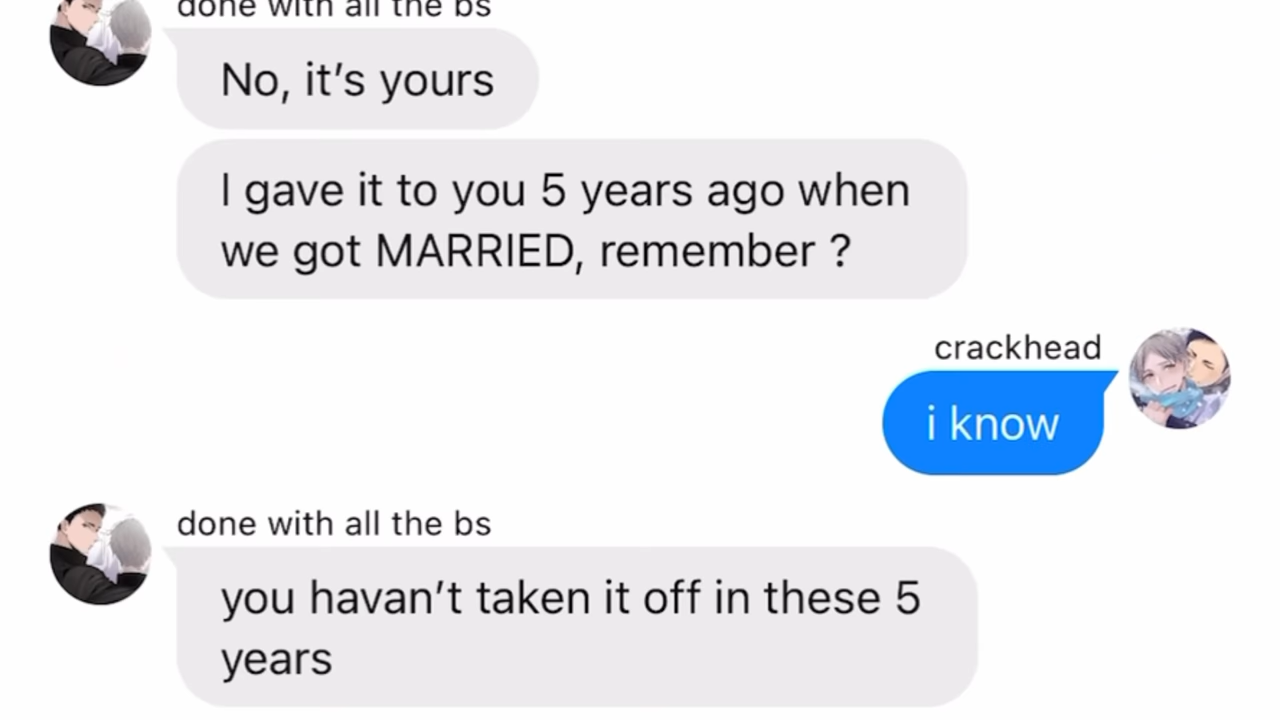 done with all the bs
No, it's yours
I gave it to you 5 years ago when
we got MARRIED, remember ?
crackhead
i know
done with all the bs
you havan't taken it off in these 5
years